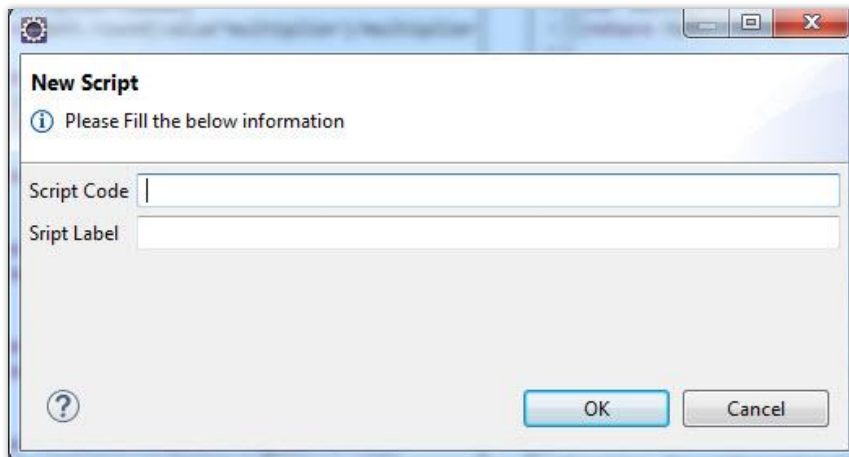 New Script
Please Fill the below information
Script Code
Sript Label
OK
Cancel